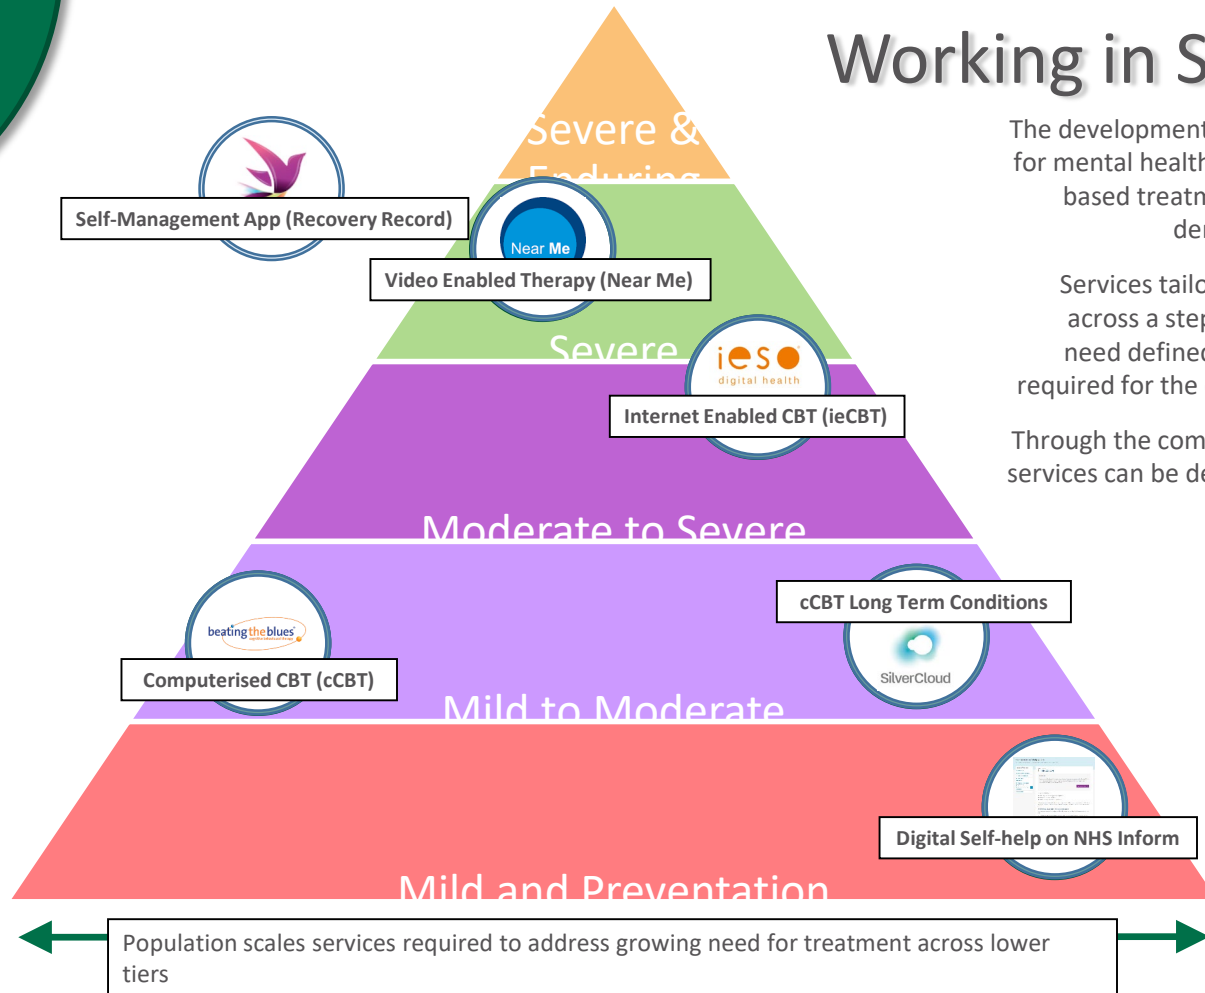 Working in S
The development
for mental health
based treatm
der
Services tailo
across a step
need defined
required for the
Through the com
services can be de
Severe &
Enduring
Self-Management App (Recovery Record)
Near Me
Video Enabled Therapy (Near Me)
Severe
ieso
digital health
Internet Enabled CBT (ieCBT)
Moderate to Severe
beating the blues
Computerised CBT (cCBT)
cCBT Long Term Conditions
SilverCloud
Mild to Moderate
Digital Self-help on NHS Inform
Mild and Preventation
Population scales services required to address growing need for treatment across lower
tiers